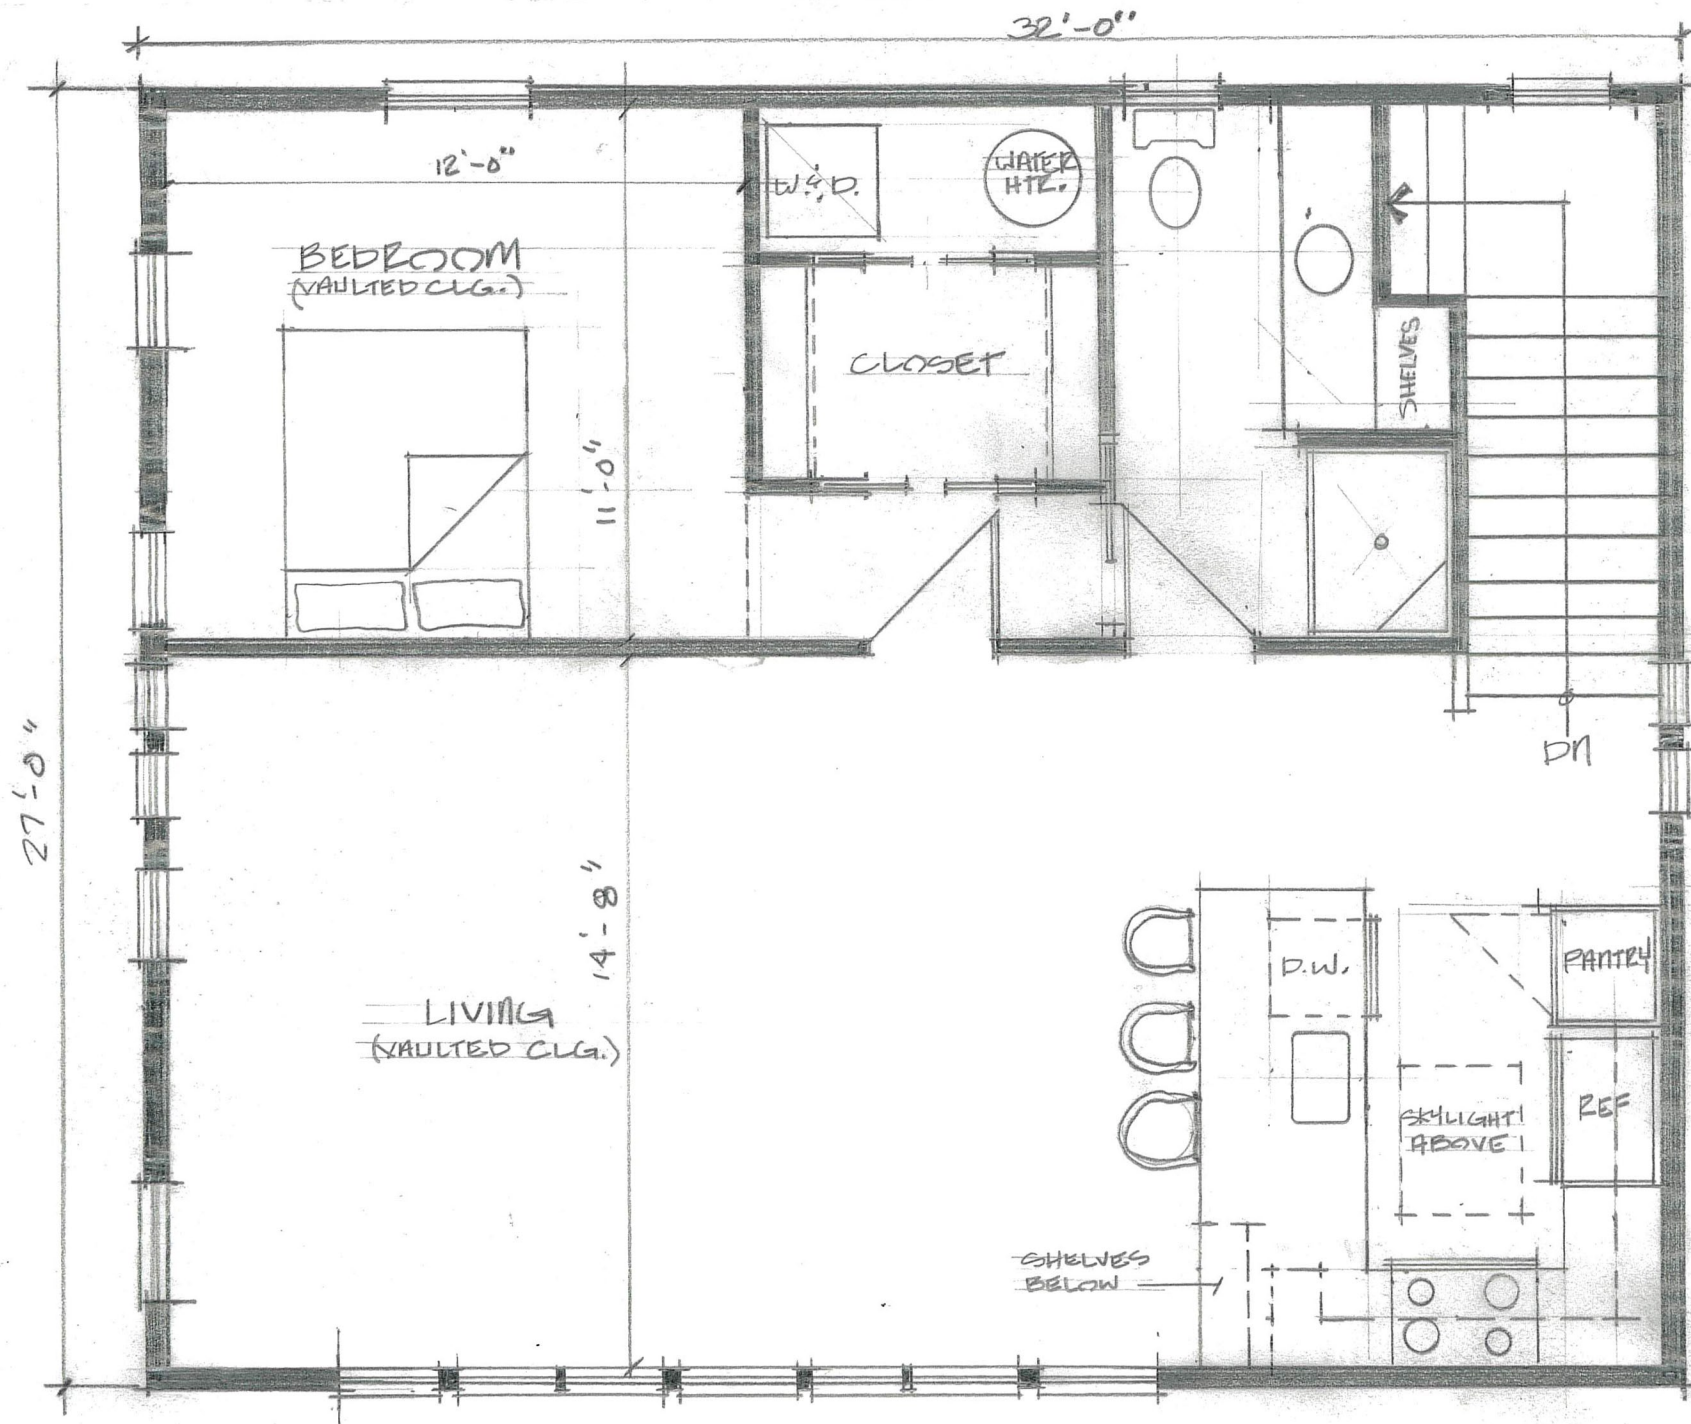 32'-0"
12'-0"
W.&D.
WATER
HTR.
BEDROOM
(VAULTED CLG.)
CLOSET
SHELVES
11'-0"
27'-0"
DN
14'-8"
D.W.
PANTRY
LIVING
(VAULTED CLG.)
SKYLIGHT
ABOVE
REF
SHELVES
BELOW